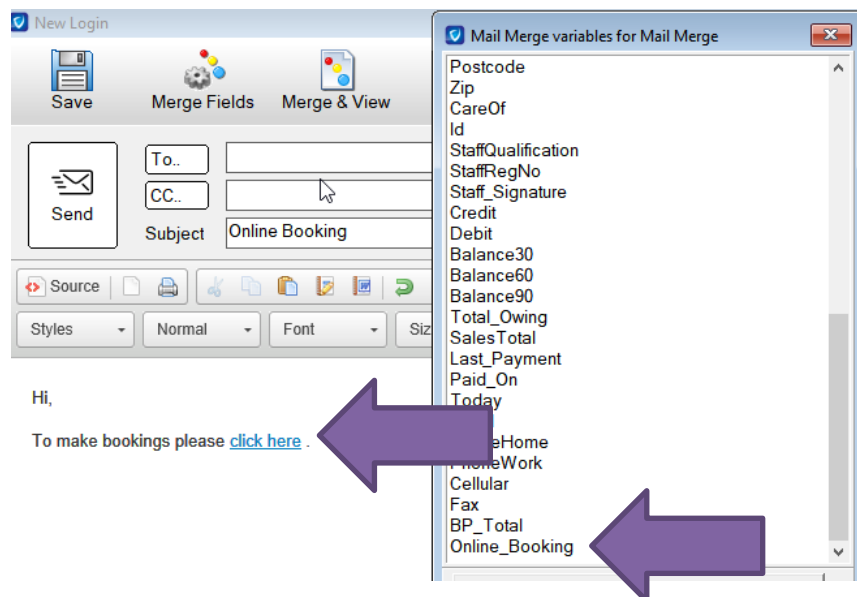 New Login
Save
Merge Fields
Merge & View
Send
To..
CC..
Subject
Online Booking
Source
Styles
Normal
Font
Siz
Hi,
To make bookings please click here .
Mail Merge variables for Mail Merge
Postcode
Zip
CareOf
Id
StaffQualification
StaffRegNo
Staff_Signature
Credit
Debit
Balance30
Balance60
Balance90
Total_Owing
SalesTotal
Last_Payment
Paid_On
Today
eHome
PhoneWork
Cellular
Fax
BP_Total
Online_Booking